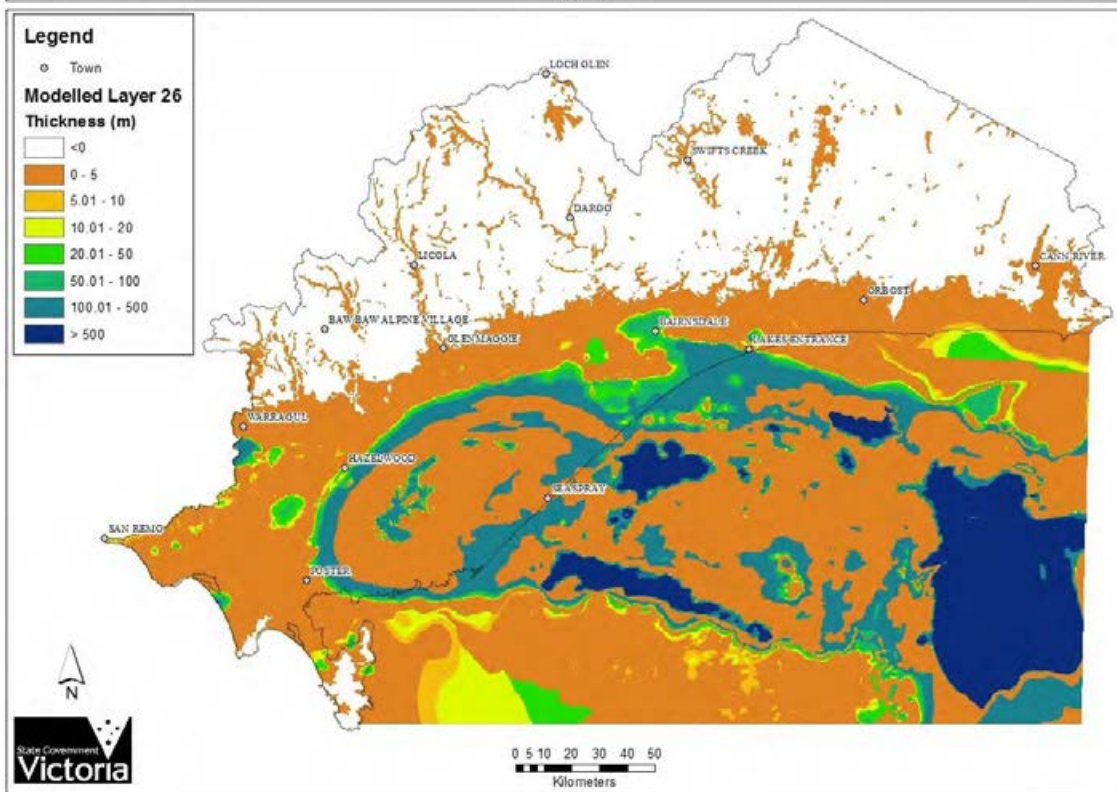 Legend
Town
Modelled Layer 26
Thickness (m)
<0
0 - 5
5.01 - 10
10.01 - 20
20.01 - 50
50.01 - 100
100.01 - 500
> 500
LOCH OLEN
SWIFTS CREEK
DARGO
LICOLA
CANN RIVER
ORBOST
BAW BAW ALPINE VILLAGE
BAIRNSDALE
GLENMAGGIE
LAKES ENTRANCE
WARRAGUL
HAZELWOOD
SEASPRAY
SAN REMO
FOSTER
N
State Government
Victoria
0 5 10 20 30 40 50
Kilometers